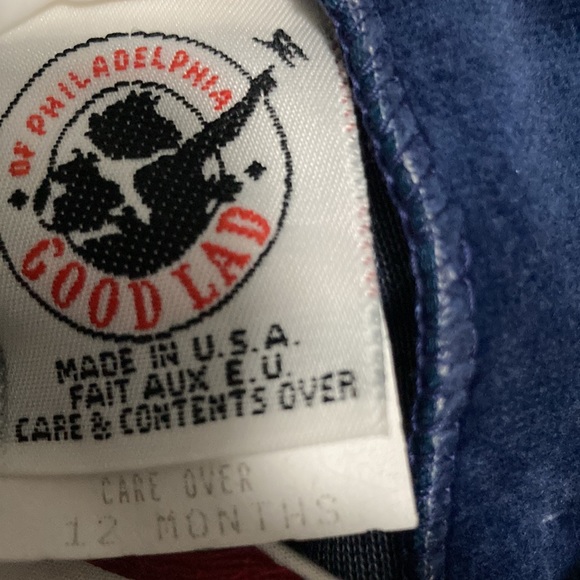 OF PHILADELPHIA
GOOD LAD
MADE IN U.S.A.
FAIT AUX E.U.
CARE & CONTENTS OVER
CARE OVER
12 MONTHS